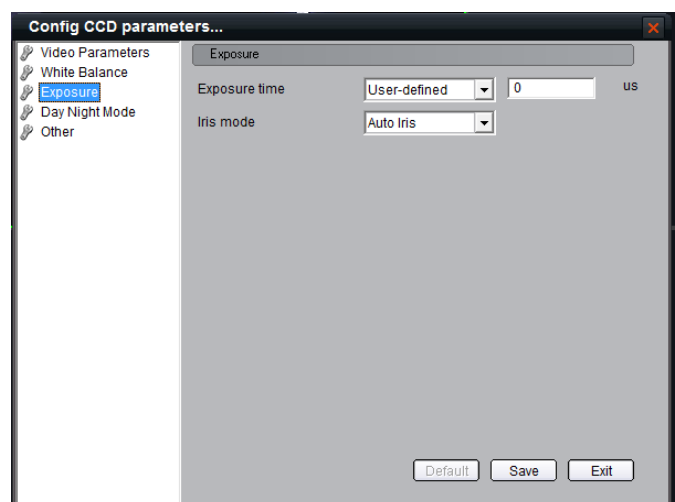 Config CCD parameters...
Video Parameters
White Balance
Exposure
Day Night Mode
Other
Exposure
Exposure time User-defined 0 us
Iris mode Auto Iris
Default Save Exit